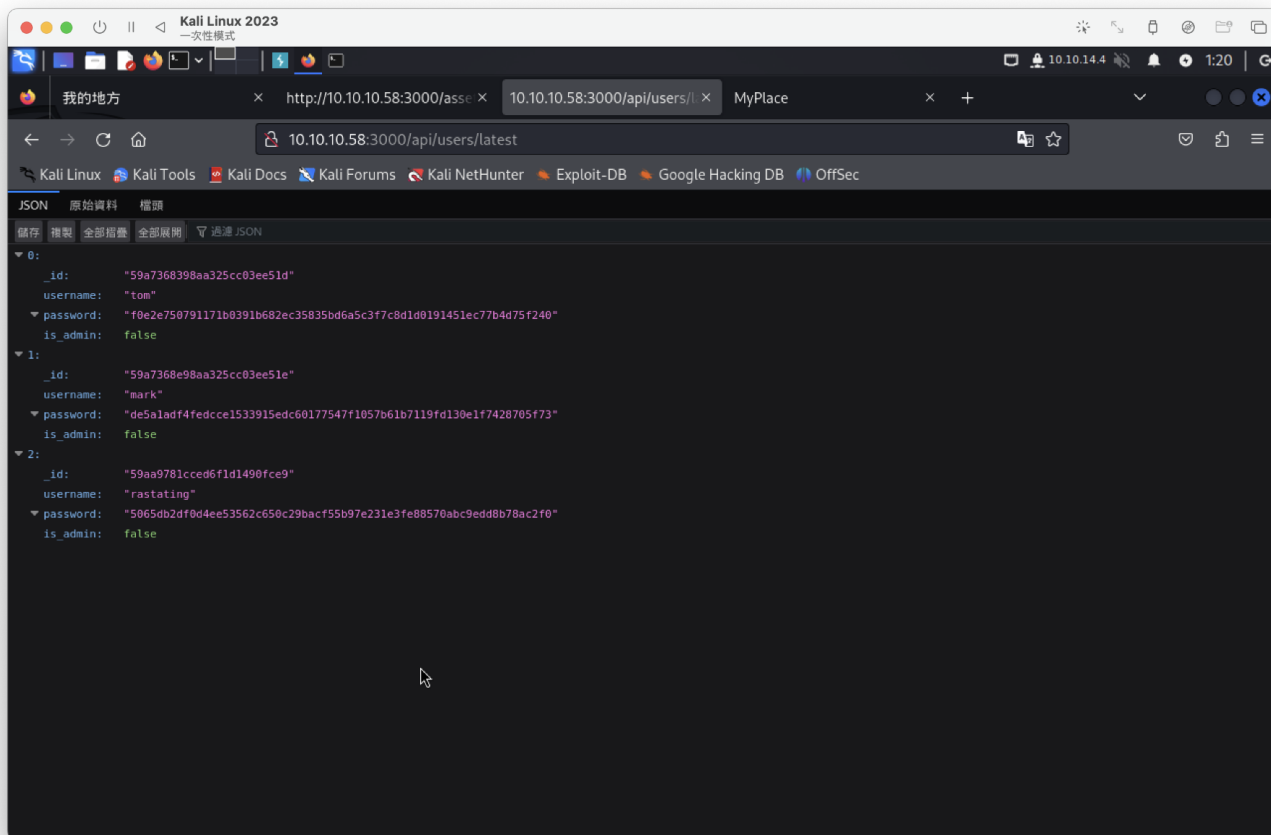 Kali Linux 2023
一次性模式
10.10.14.4
1:20
我的地方
http://10.10.10.58:3000/asse
10.10.10.58:3000/api/users/l
MyPlace
10.10.10.58:3000/api/users/latest
Kali Linux Kali Tools Kali Docs Kali Forums Kali NetHunter Exploit-DB Google Hacking DB OffSec
JSON 原始資料 檔頭
儲存 複製 全部摺疊 全部展開 過濾 JSON
0:
_id: "59a7368398aa325cc03ee51d"
username: "tom"
password: "f0e2e750791171b0391b682ec35835bd6a5c3f7c8d1d0191451ec77b4d75f240"
is_admin: false
1:
_id: "59a7368e98aa325cc03ee51e"
username: "mark"
password: "de5a1adf4fedcce1533915edc60177547f1057b61b7119fd130e1f7428705f73"
is_admin: false
2:
_id: "59aa9781cced6f1d1490fce9"
username: "rastating"
password: "5065db2df0d4ee53562c650c29bacf55b97e231e3fe88570abc9edd8b78ac2f0"
is_admin: false